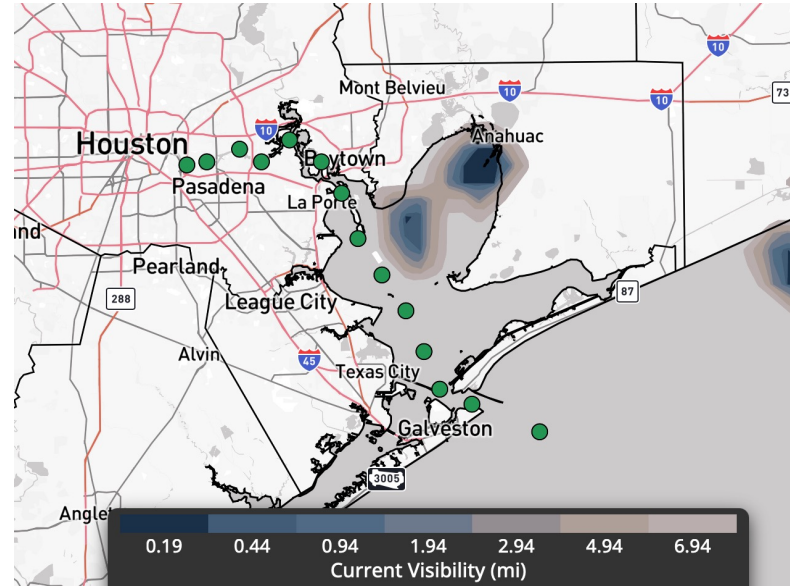 10
10
10
73
Mont Belvieu
10
Houston
Anahuac
Baytown
Pasadena
La Porte
nd
Pearland
87
288
League City
Alvin
45
Texas City
Galveston
3005
Angle
0.19 0.44 0.94 1.94 2.94 4.94 6.94
Current Visibility (mi)